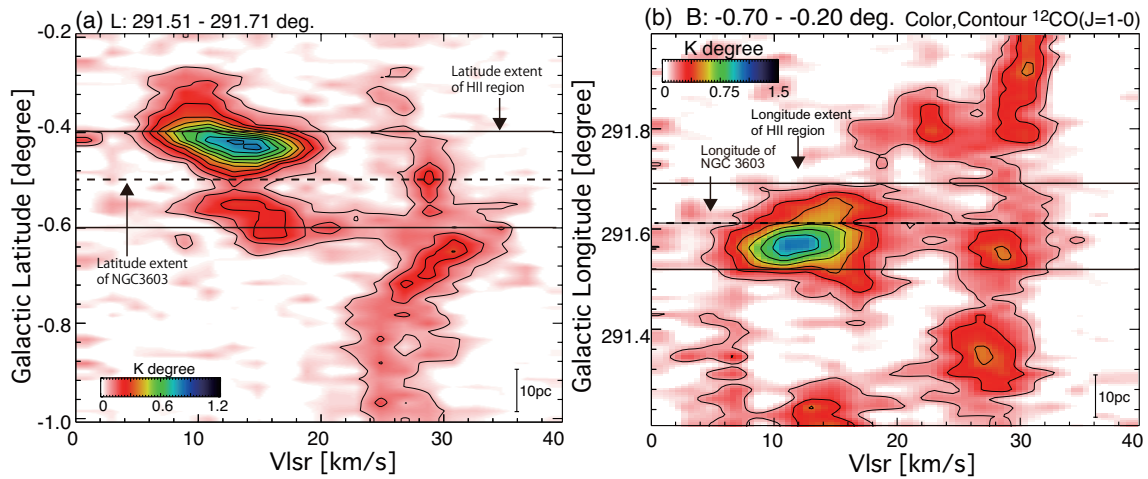 (a) L: 291.51 - 291.71 deg.
-0.2
-0.4
-0.6
-0.8
-1.0
Galactic Latitude [degree]
Latitude extent
of HII region
Latitude extent
of NGC3603
K degree
0 0.6 1.2
10pc
0 10 20 30 40
Vlsr [km/s]
(b) B: -0.70 - -0.20 deg. Color,Contour ¹²CO(J=1-0)
K degree
0 0.75 1.5
291.8
291.6
291.4
Galactic Longitude [degree]
Longitude extent
of HII region
Longitude of
NGC 3603
10pc
0 10 20 30 40
Vlsr [km/s]